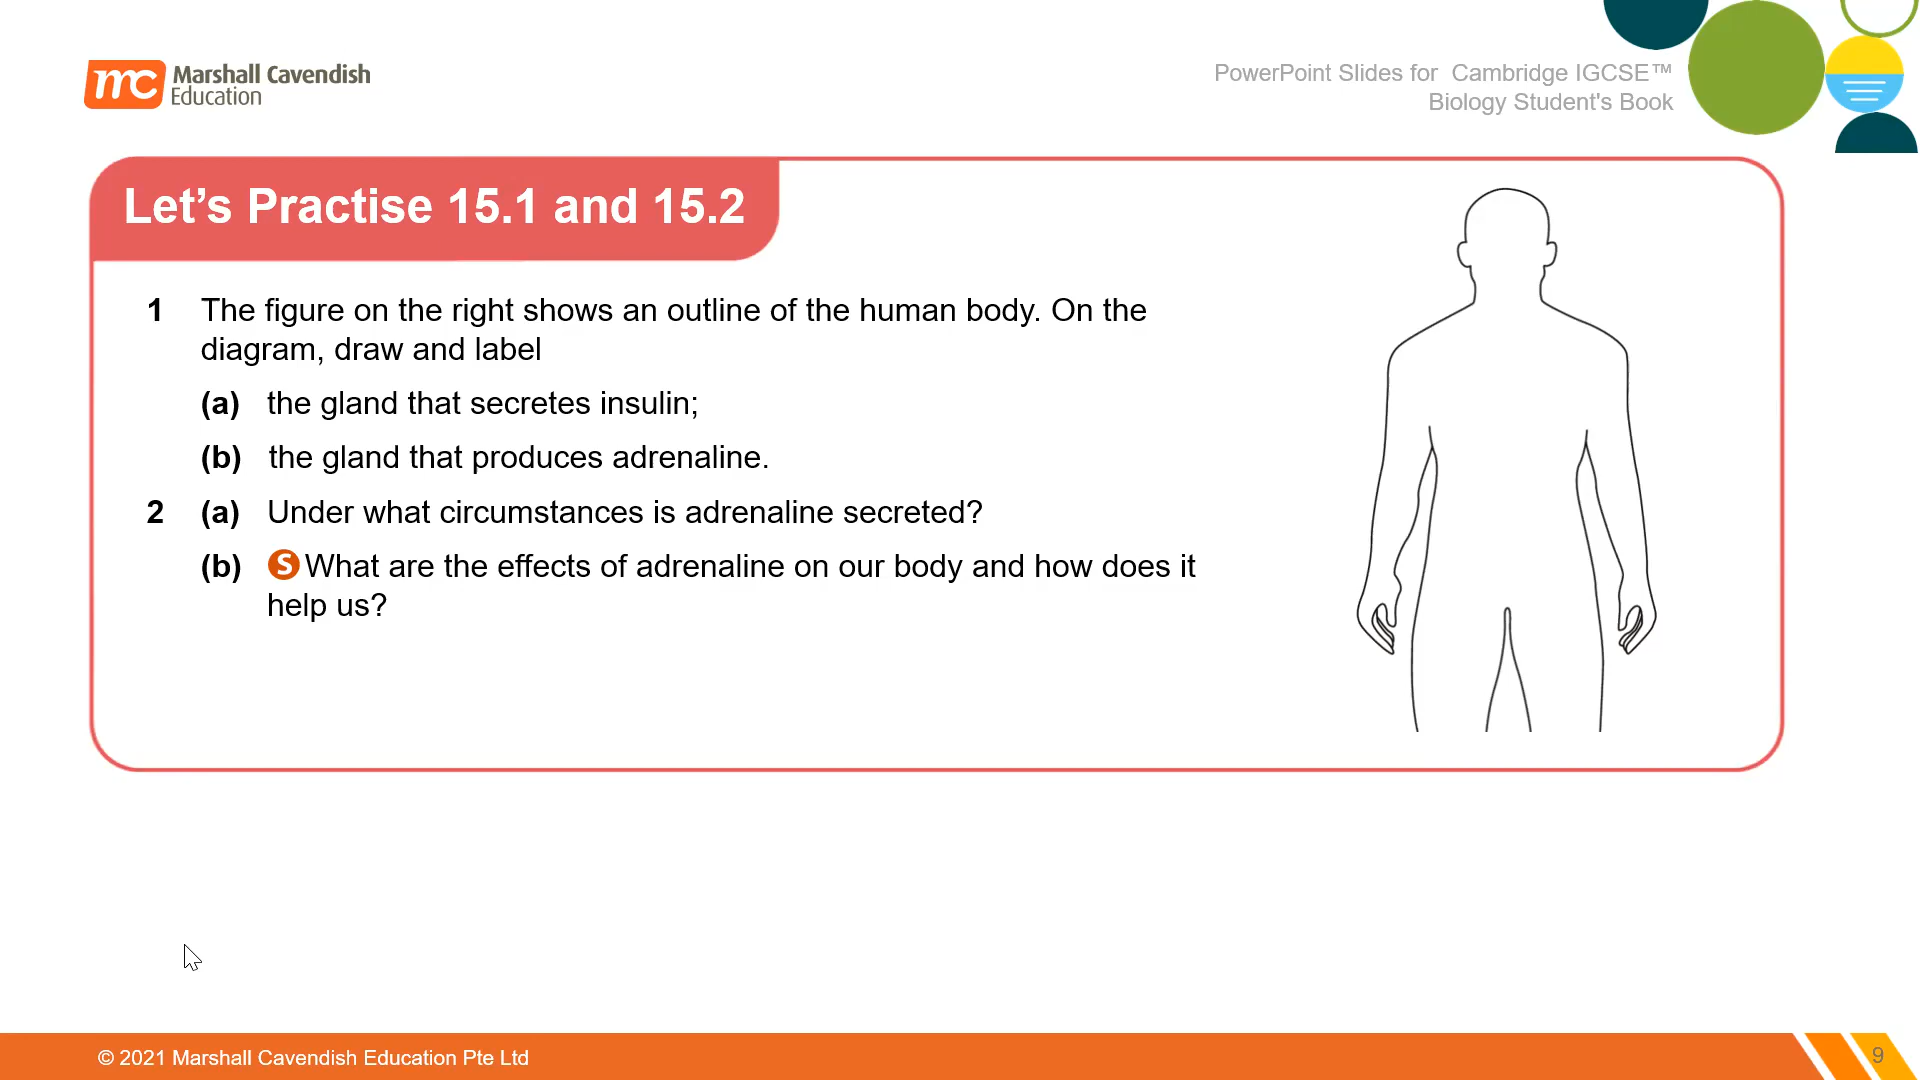 mc Marshall Cavendish
Education
PowerPoint Slides for Cambridge IGCSE™
Biology Student's Book
Let’s Practise 15.1 and 15.2
1 The figure on the right shows an outline of the human body. On the
diagram, draw and label
(a) the gland that secretes insulin;
(b) the gland that produces adrenaline.
2 (a) Under what circumstances is adrenaline secreted?
(b) S What are the effects of adrenaline on our body and how does it
help us?
© 2021 Marshall Cavendish Education Pte Ltd
9